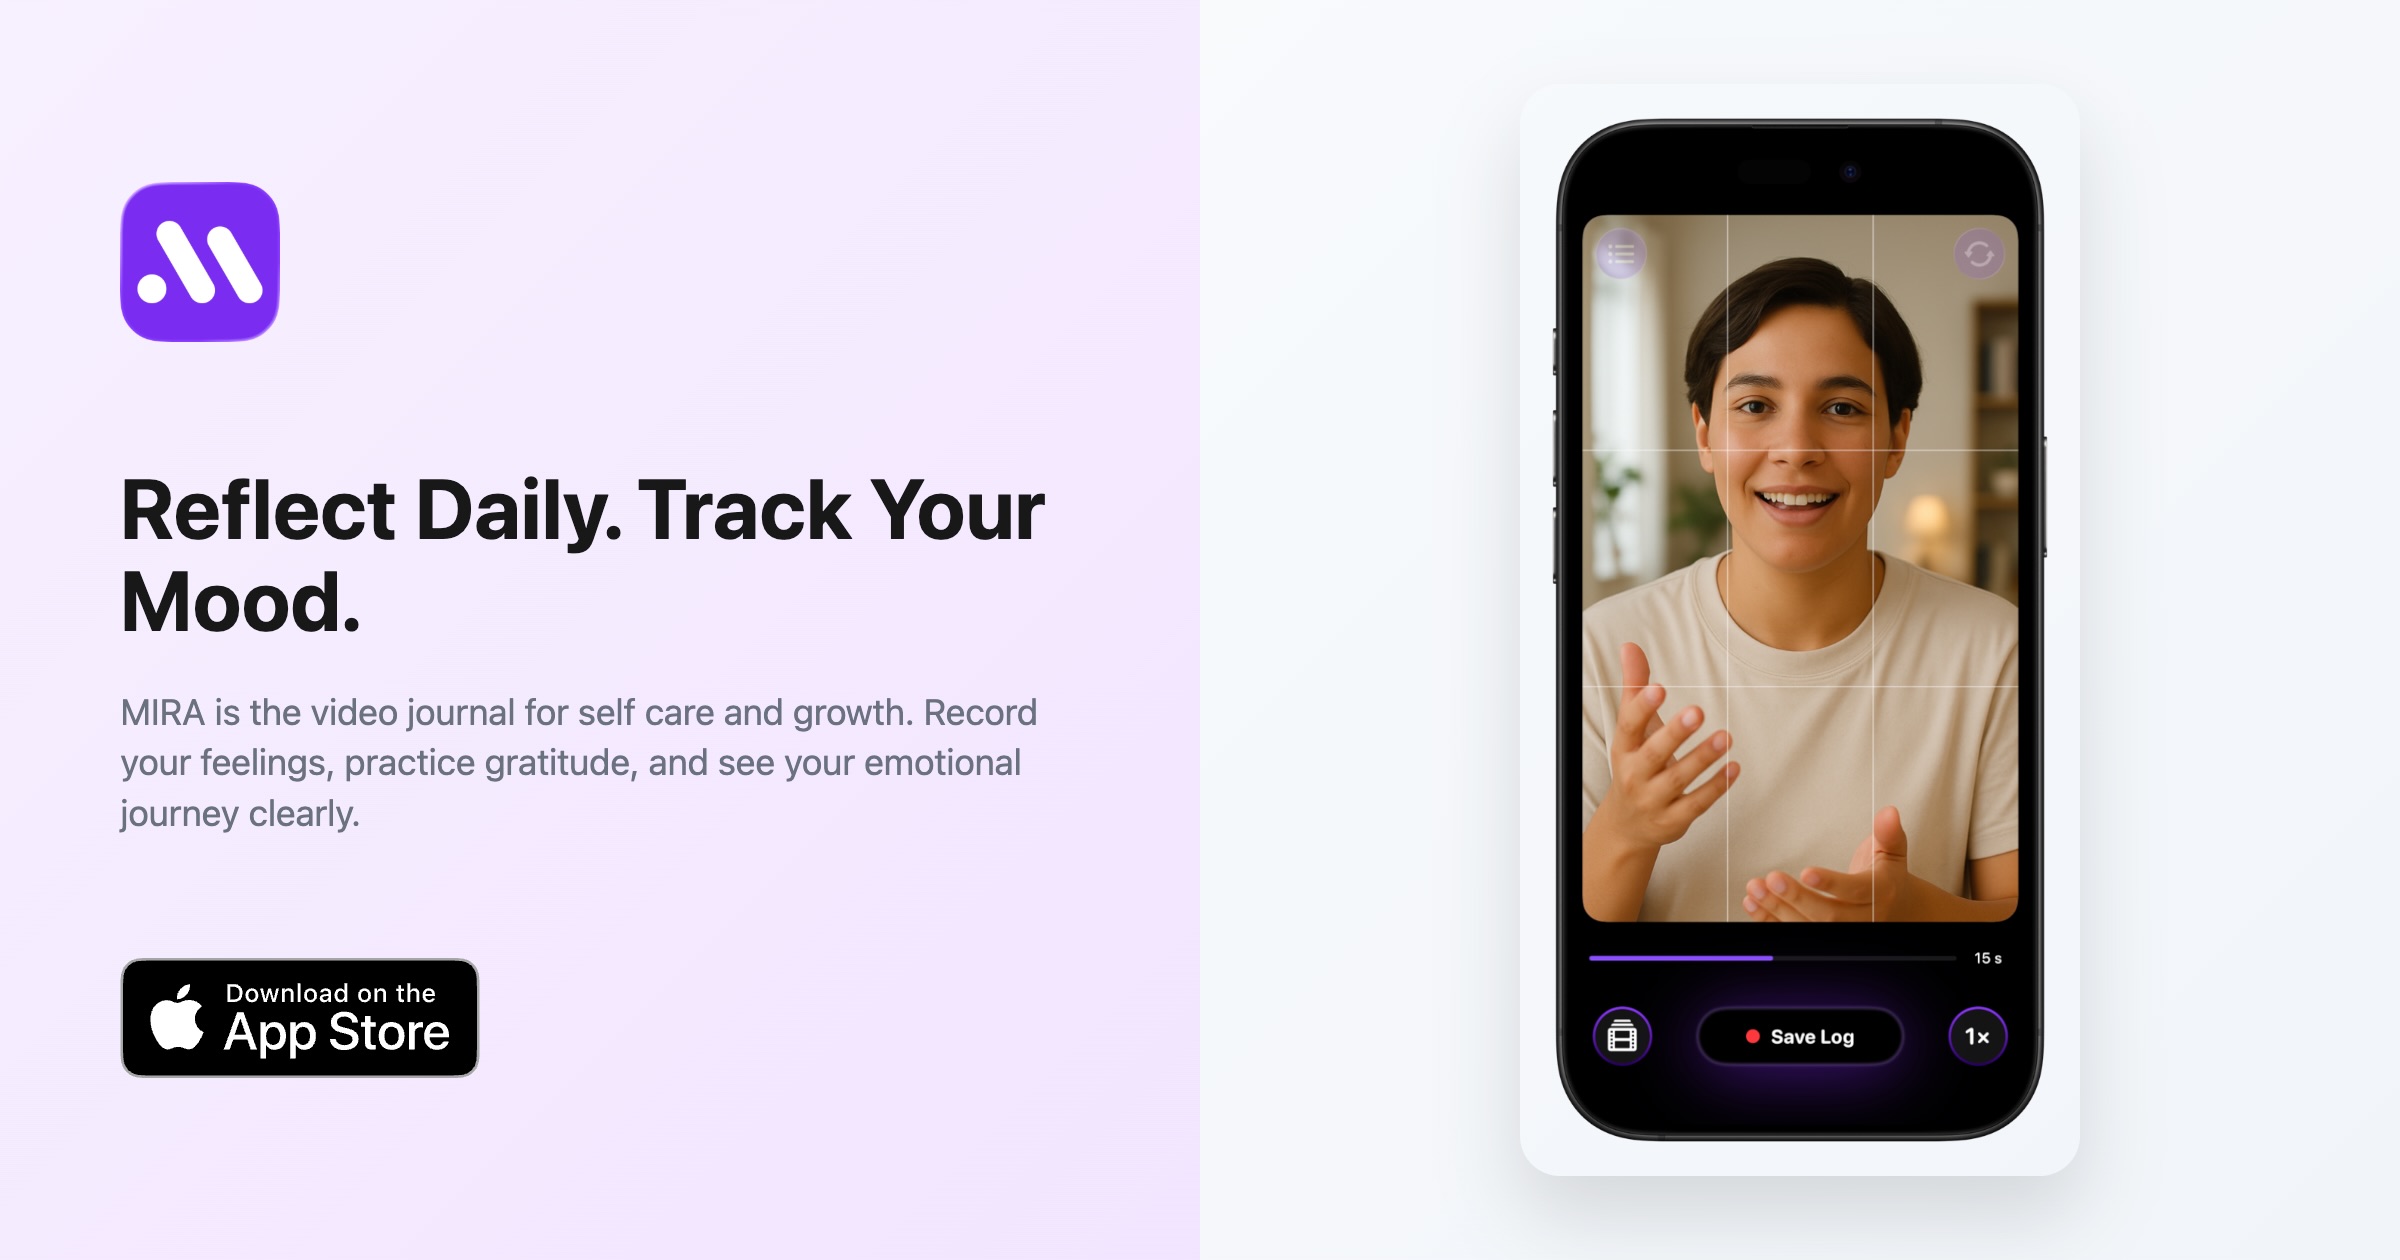 Reflect Daily. Track Your
Mood.
MIRA is the video journal for self care and growth. Record
your feelings, practice gratitude, and see your emotional
journey clearly.
Download on the
App Store
15 s
Save Log
1×